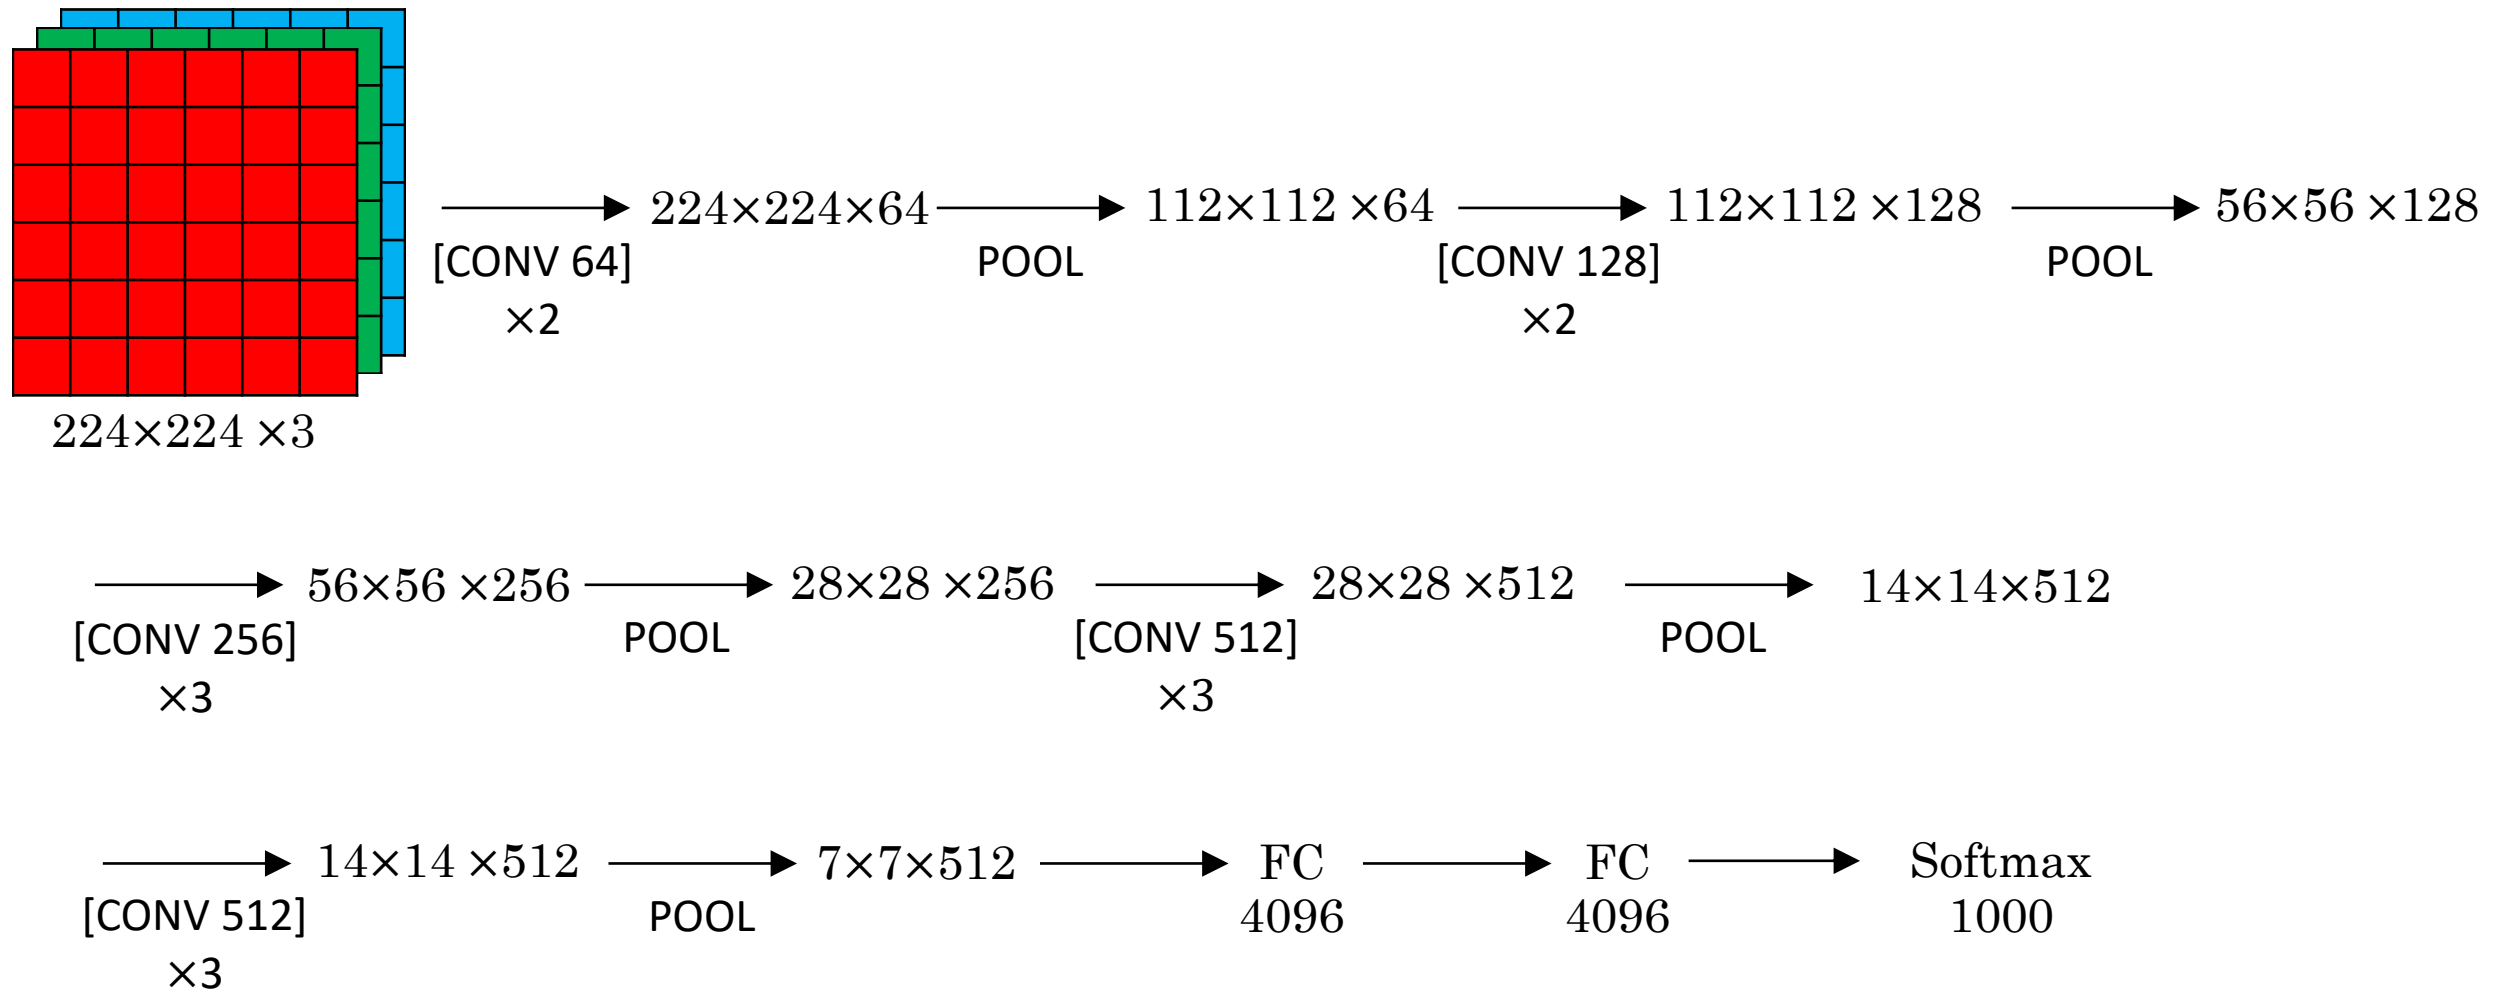 224×224 ×3
[CONV 64]
×2
224×224×64
POOL
112×112 ×64
[CONV 128]
×2
112×112 ×128
POOL
56×56 ×128
[CONV 256]
×3
56×56 ×256
POOL
28×28 ×256
[CONV 512]
×3
28×28 ×512
POOL
14×14×512
[CONV 512]
×3
14×14 ×512
POOL
7×7×512
FC
4096
FC
4096
Softmax
1000